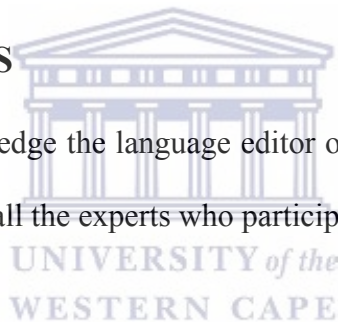 S
edge the language editor o
all the experts who particip
UNIVERSITY of the
WESTERN CAPE